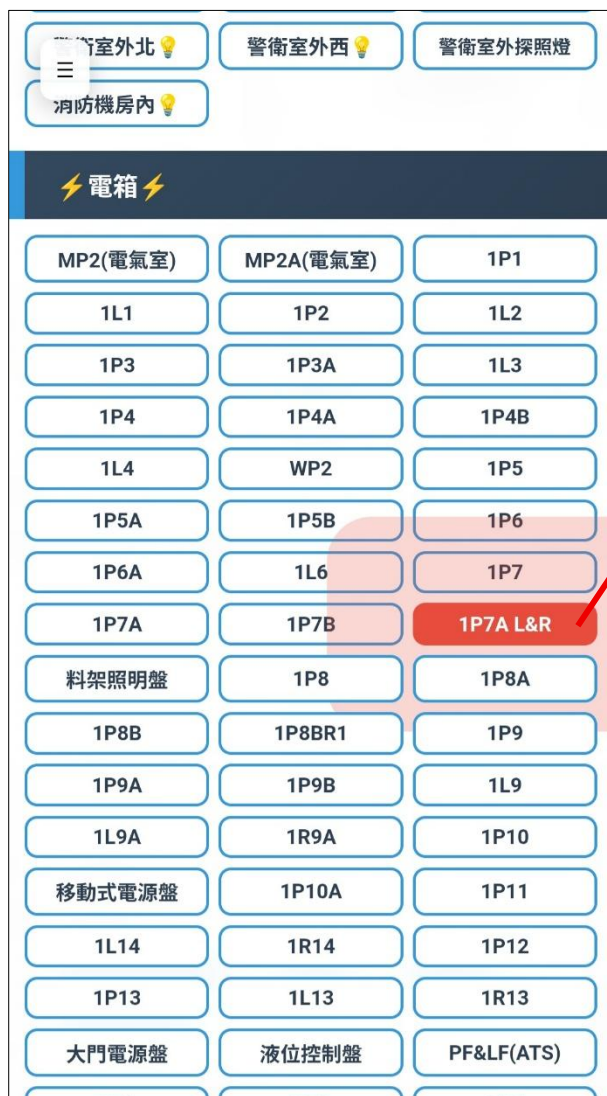 警衛室外北💡 警衛室外西💡 警衛室外探照燈
消防機房內💡
⚡電箱⚡
MP2(電氣室) MP2A(電氣室) 1P1
1L1 1P2 1L2
1P3 1P3A 1L3
1P4 1P4A 1P4B
1L4 WP2 1P5
1P5A 1P5B 1P6
1P6A 1L6 1P7
1P7A 1P7B 1P7A L&R
料架照明盤 1P8 1P8A
1P8B 1P8BR1 1P9
1P9A 1P9B 1L9
1L9A 1R9A 1P10
移動式電源盤 1P10A 1P11
1L14 1R14 1P12
1P13 1L13 1R13
大門電源盤 液位控制盤 PF&LF(ATS)